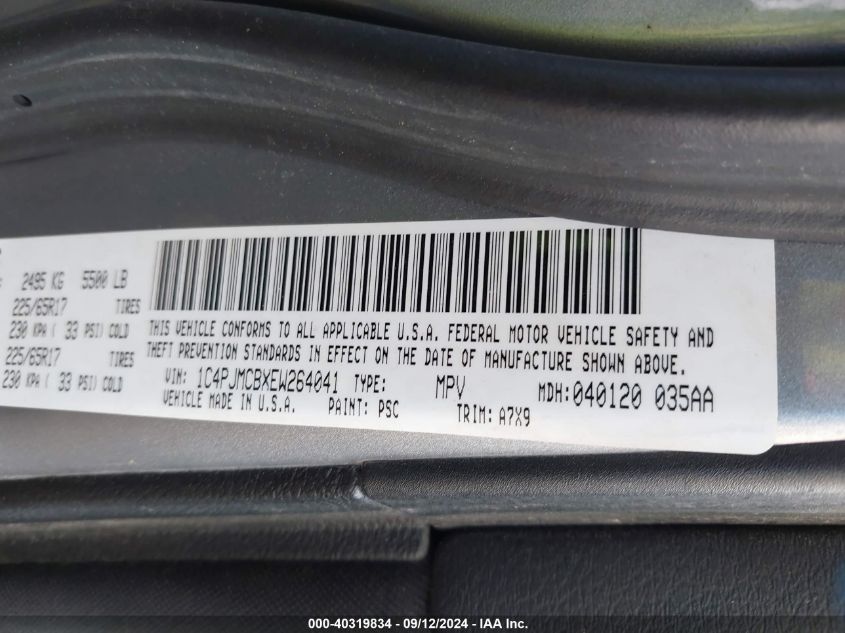 2495 KG 5500 LB
225/65R17 TIRES
230 KPA ( 33 PSI) COLD
225/65R17 TIRES
230 KPA ( 33 PSI) COLD
THIS VEHICLE CONFORMS TO ALL APPLICABLE U.S.A. FEDERAL MOTOR VEHICLE SAFETY AND
THEFT PREVENTION STANDARDS IN EFFECT ON THE DATE OF MANUFACTURE SHOWN ABOVE.
VIN: 1C4PJMCBXEW264041 TYPE: MPV MDH:040120 035AA
VEHICLE MADE IN U.S.A. PAINT: PSC TRIM: A7X9
000-40319834 - 09/12/2024 - IAA Inc.